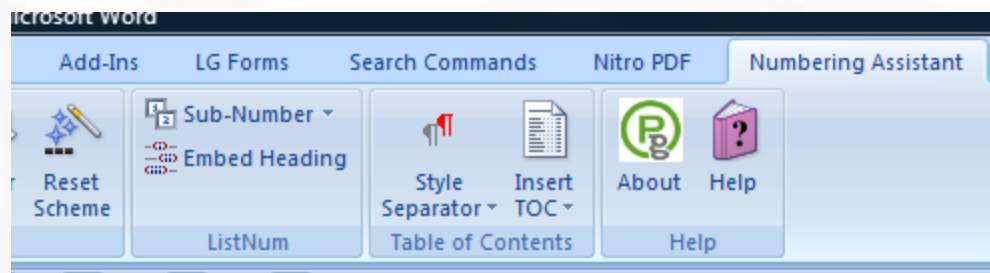 Microsoft Word
Add-Ins LG Forms Search Commands Nitro PDF Numbering Assistant
Sub-Number
Embed Heading
Reset
Scheme
Style
Separator
Insert
TOC
About
Help
ListNum
Table of Contents
Help